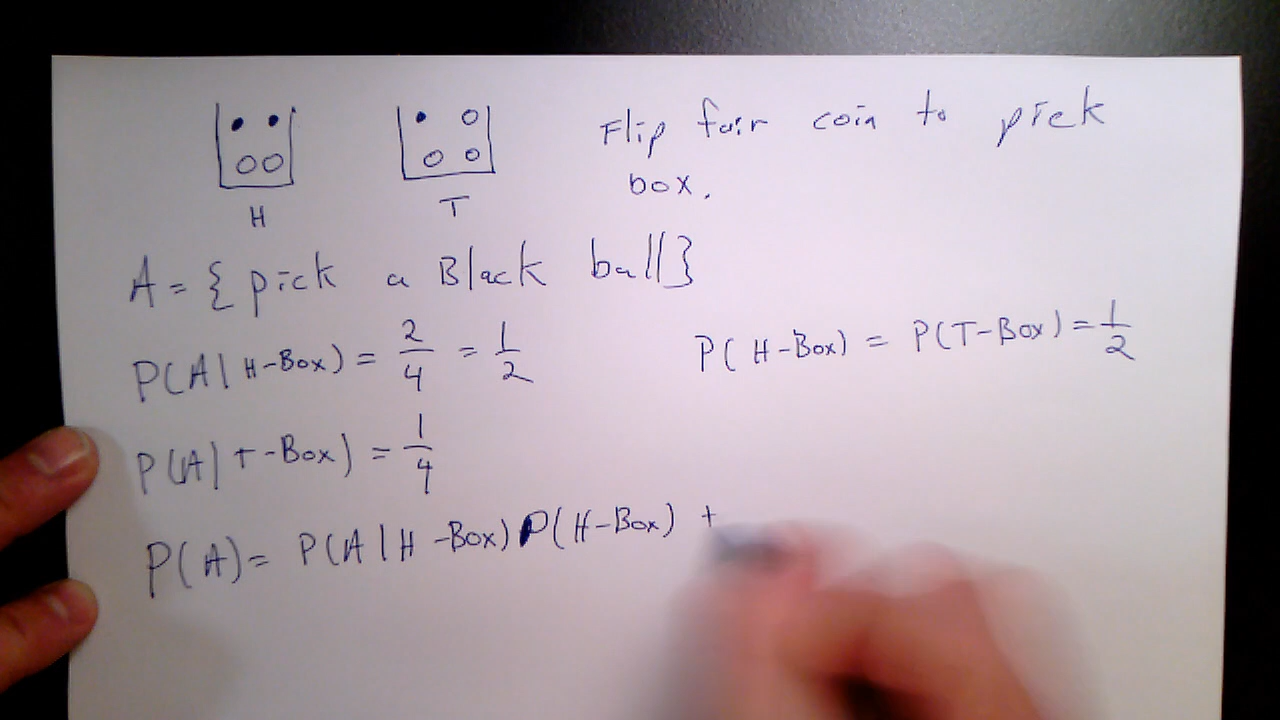 Flip fair coin to pick
box.
H T
A = { pick a Black ball}
P(A | H-Box) = 2/4 = 1/2 P( H-Box) = P(T-Box) = 1/2
P(A| T-Box) = 1/4
P(A) = P(A | H -Box) P(H-Box) +